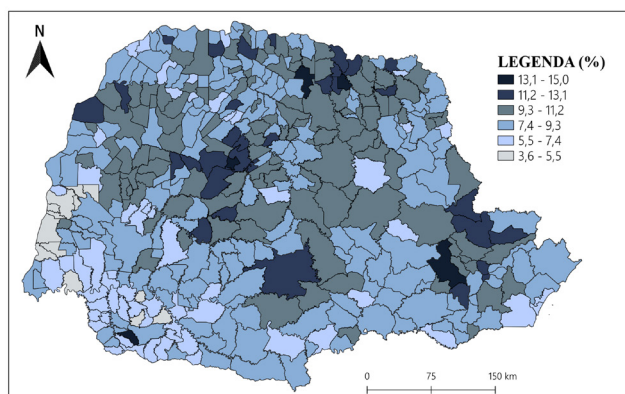 N
LEGENDA (%)
13,1 - 15,0
11,2 - 13,1
9,3 - 11,2
7,4 - 9,3
5,5 - 7,4
3,6 - 5,5
0 75 150 km